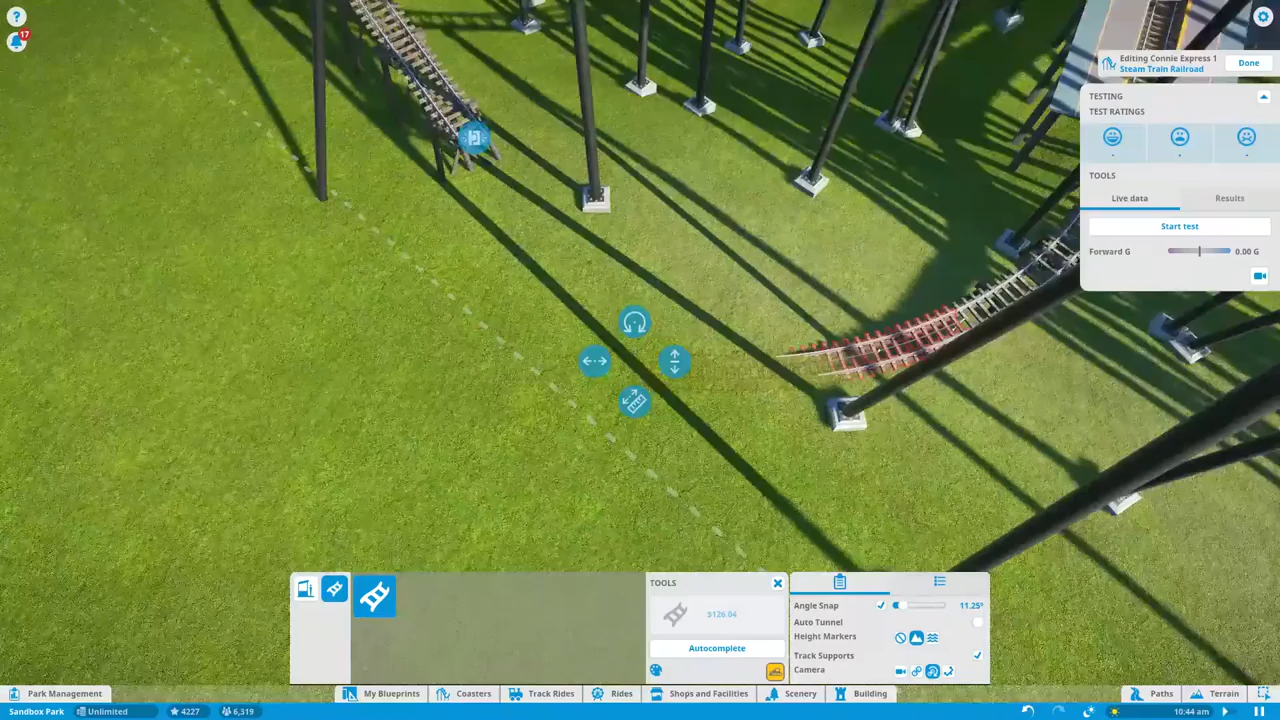 ?
17
Editing Connie Express 1
Steam Train Railroad
Done
TESTING
TEST RATINGS
-
-
-
TOOLS
Live data
Results
Start test
Forward G
0.00 G
TOOLS
$126.04
Autocomplete
Angle Snap
11.25°
Auto Tunnel
Height Markers
Track Supports
Camera
Park Management
My Blueprints
Coasters
Track Rides
Rides
Shops and Facilities
Scenery
Building
Paths
Terrain
Sandbox Park
Unlimited
4227
6,319
10:44 am